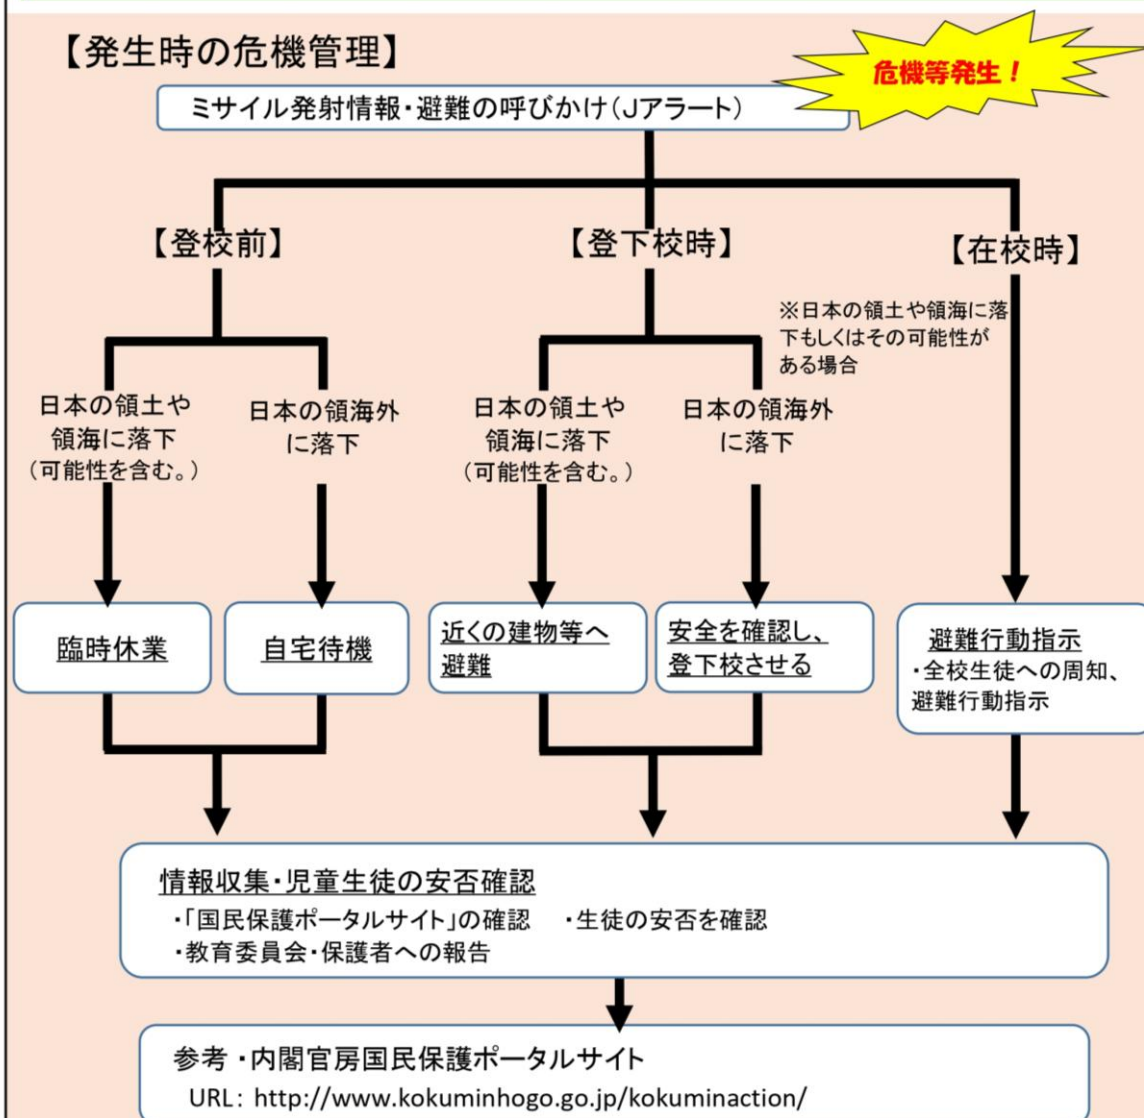 【発生時の危機管理】
危機等発生！
ミサイル発射情報・避難の呼びかけ（Jアラート）
【登校前】
【登下校時】
【在校時】
※日本の領土や領海に落
下もしくはその可能性が
ある場合
日本の領土や
領海に落下
（可能性を含む。）
日本の領海外
に落下
日本の領土や
領海に落下
（可能性を含む。）
日本の領海外
に落下
臨時休業
自宅待機
近くの建物等へ
避難
安全を確認し、
登下校させる
避難行動指示
・全校生徒への周知、
避難行動指示
情報収集・児童生徒の安否確認
・「国民保護ポータルサイト」の確認　・生徒の安否を確認
・教育委員会・保護者への報告
参考・内閣官房国民保護ポータルサイト
URL: http://www.kokuminhogo.go.jp/kokuminaction/